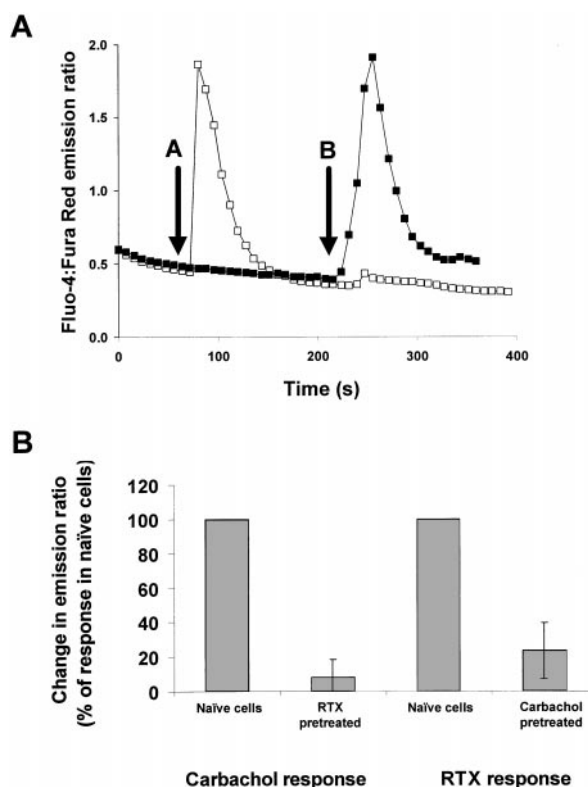 A
Fluo-4:Fura Red emission ratio
2.0
1.5
1.0
0.5
0.0
A
B
0 100 200 300 400
Time (s)
B
Change in emission ratio
(% of response in naïve cells)
120
100
80
60
40
20
0
Naïve cells
RTX
pretreated
Naïve cells
Carbachol
pretreated
Carbachol response
RTX response